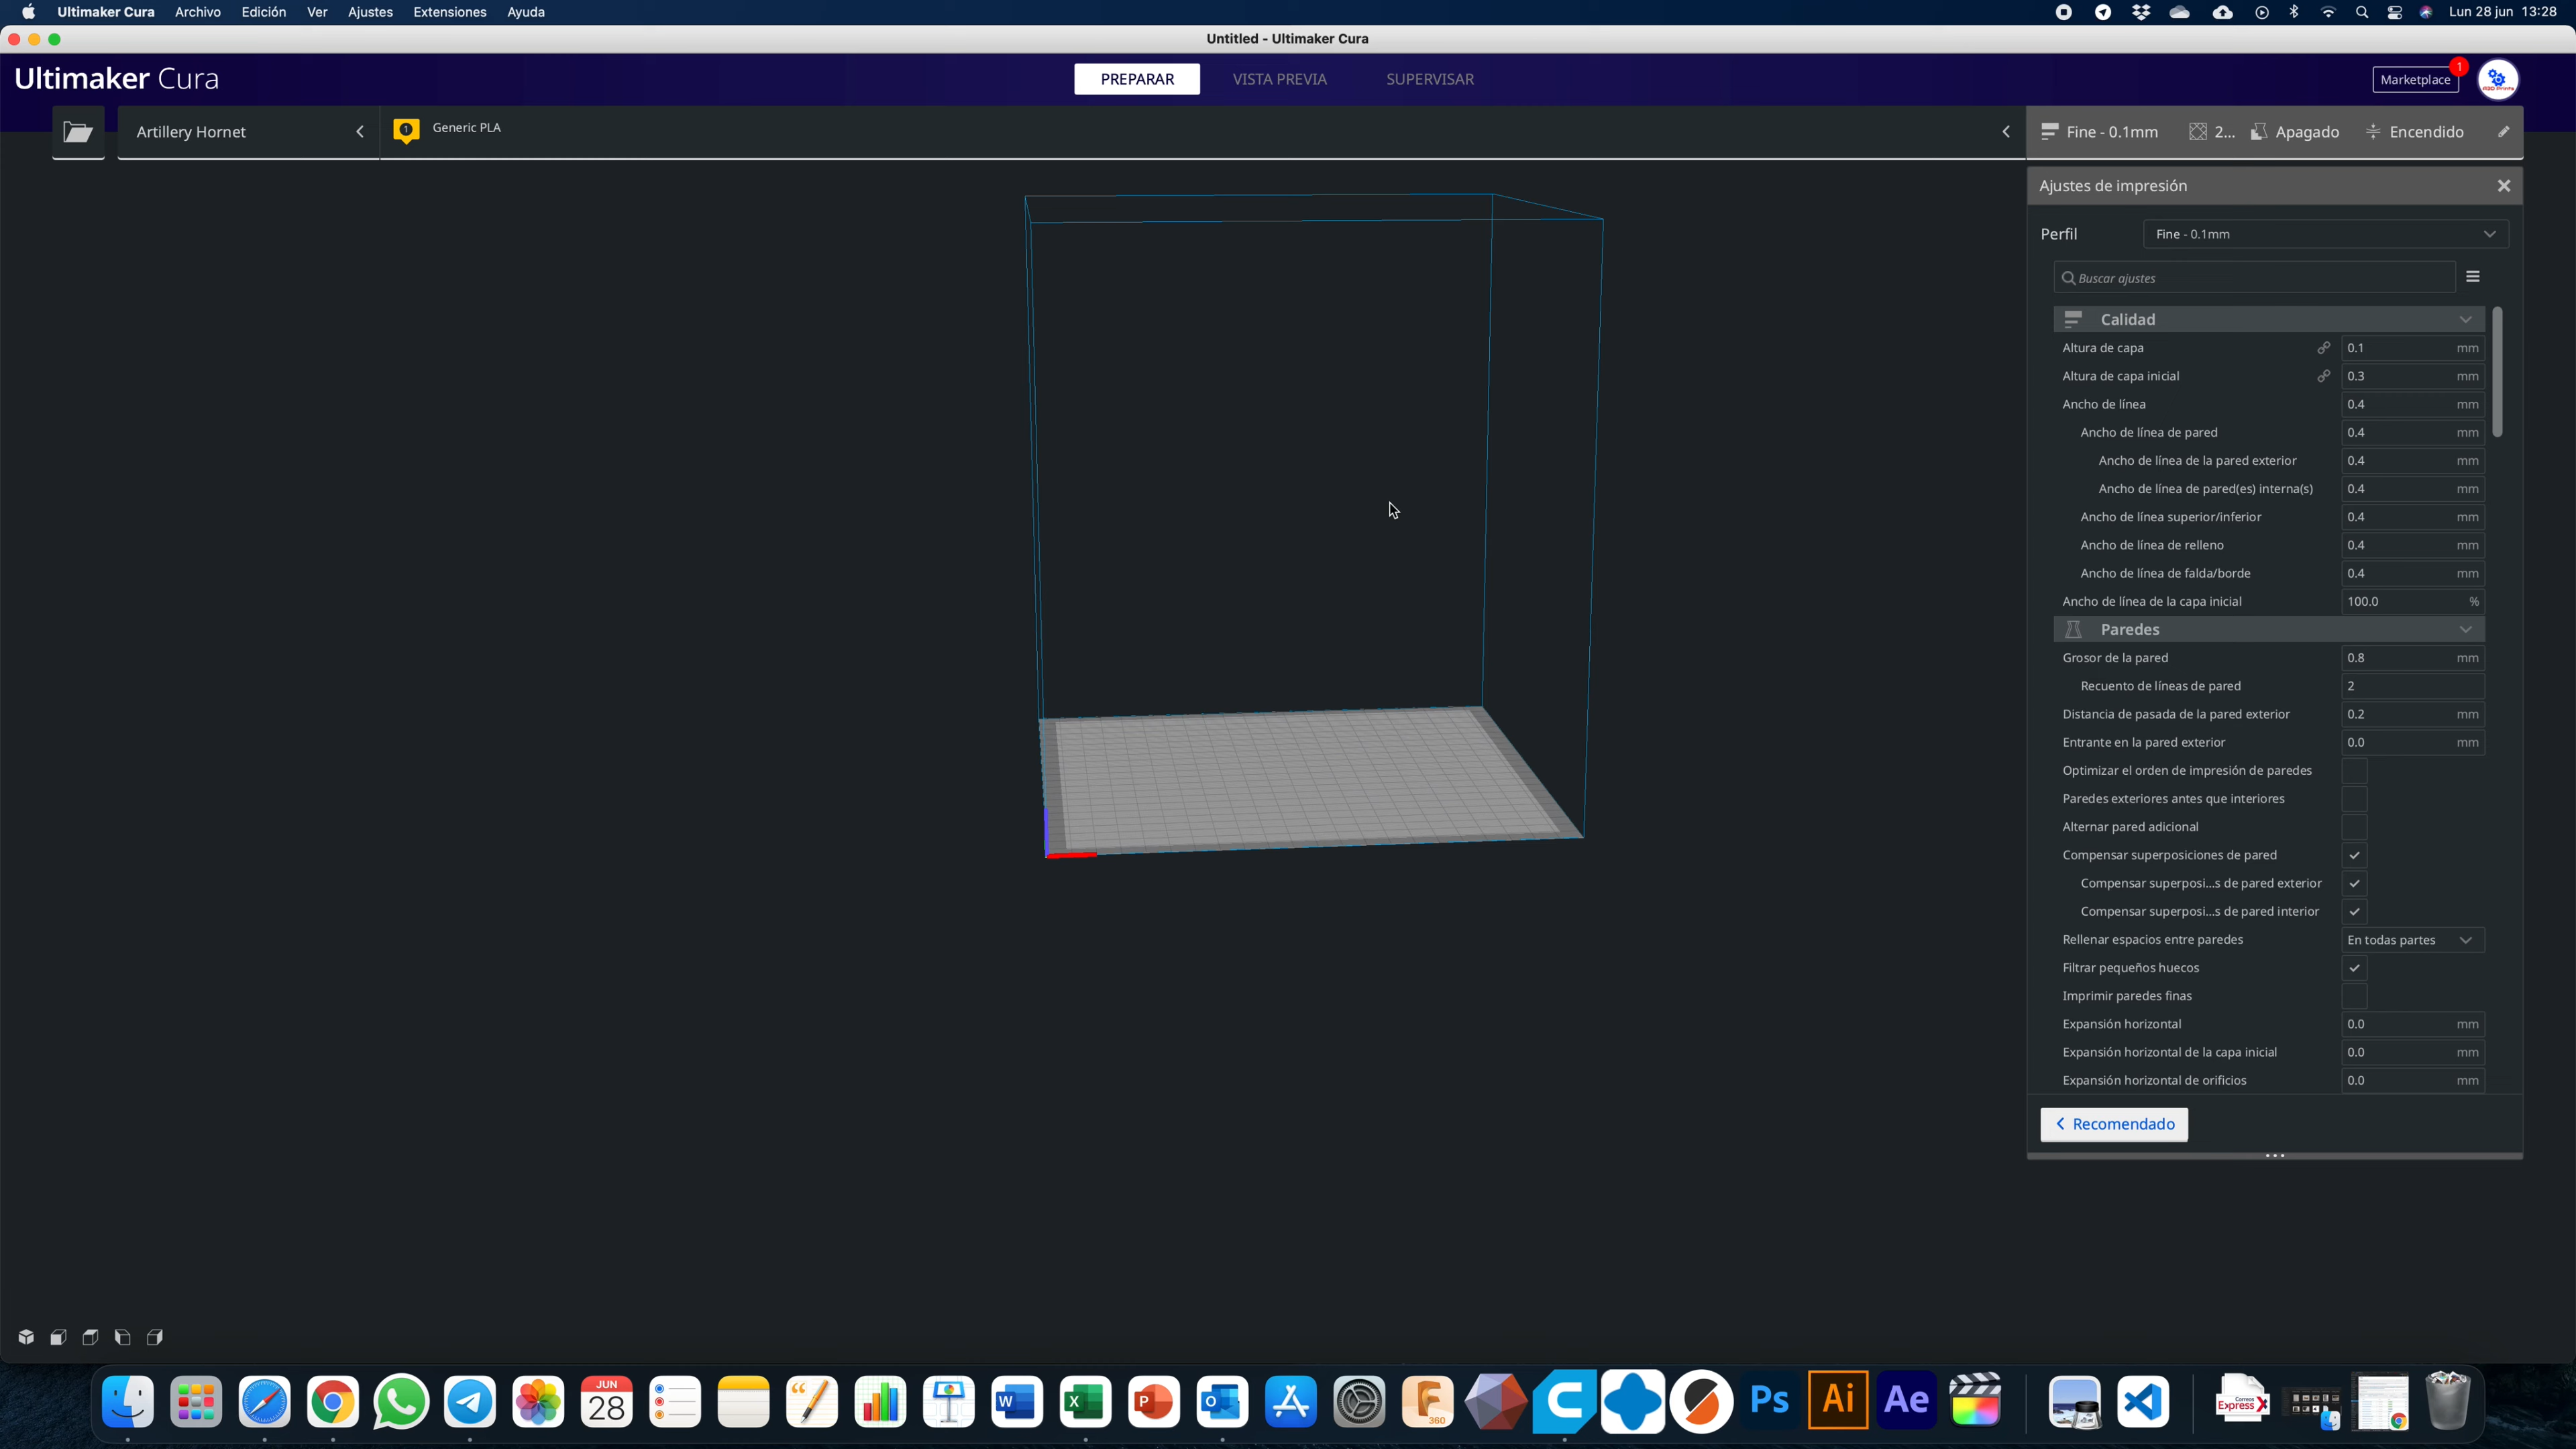 Ultimaker Cura Archivo Edición Ver Ajustes Extensiones Ayuda Lun 28 jun 13:28
Untitled - Ultimaker Cura
Ultimaker Cura
PREPARAR VISTA PREVIA SUPERVISAR
Marketplace 1
Artillery Hornet
1 Generic PLA
Fine - 0.1mm 2... Apagado Encendido
Ajustes de impresión
Perfil Fine - 0.1mm
Buscar ajustes
Calidad
Altura de capa 0.1 mm
Altura de capa inicial 0.3 mm
Ancho de línea 0.4 mm
Ancho de línea de pared 0.4 mm
Ancho de línea de la pared exterior 0.4 mm
Ancho de línea de pared(es) interna(s) 0.4 mm
Ancho de línea superior/inferior 0.4 mm
Ancho de línea de relleno 0.4 mm
Ancho de línea de falda/borde 0.4 mm
Ancho de línea de la capa inicial 100.0 %
Paredes
Grosor de la pared 0.8 mm
Recuento de líneas de pared 2
Distancia de pasada de la pared exterior 0.2 mm
Entrante en la pared exterior 0.0 mm
Optimizar el orden de impresión de paredes
Paredes exteriores antes que interiores
Alternar pared adicional
Compensar superposiciones de pared
Compensar superposi...s de pared exterior
Compensar superposi...s de pared interior
Rellenar espacios entre paredes En todas partes
Filtrar pequeños huecos
Imprimir paredes finas
Expansión horizontal 0.0 mm
Expansión horizontal de la capa inicial 0.0 mm
Expansión horizontal de orificios 0.0 mm
Recomendado
JUN
28
W X P O
F 360
C
Ps Ai Ae
Correos
Express